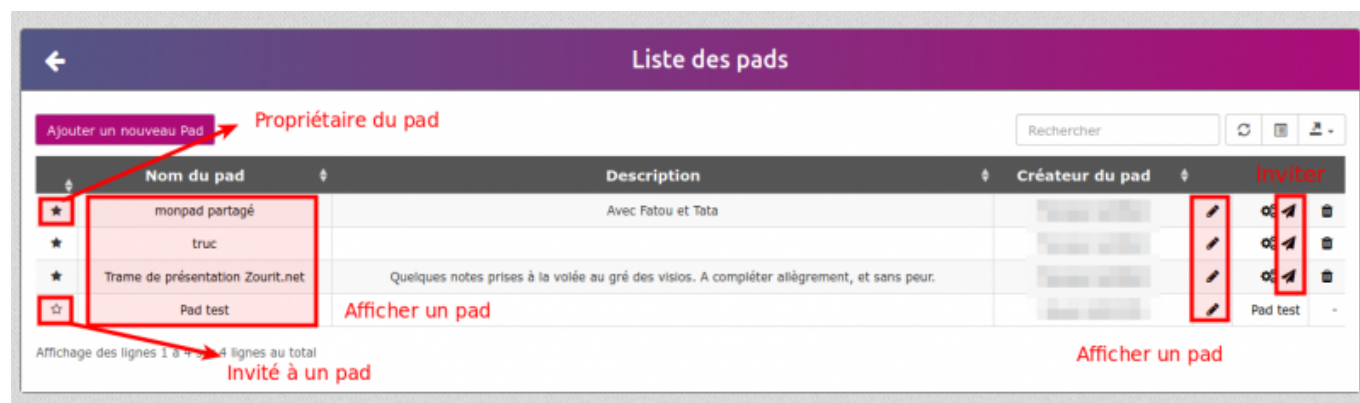 Liste des pads
Ajouter un nouveau Pad
Propriétaire du pad
Rechercher
Nom du pad Description Créateur du pad Inviter
monpad partagé Avec Fatou et Tata
truc
Trame de présentation Zourit.net Quelques notes prises à la volée au gré des visios. A compléter allègrement, et sans peur.
Pad test Afficher un pad Pad test -
Affichage des lignes 1 à 4 4 lignes au total
Afficher un pad
Invité à un pad